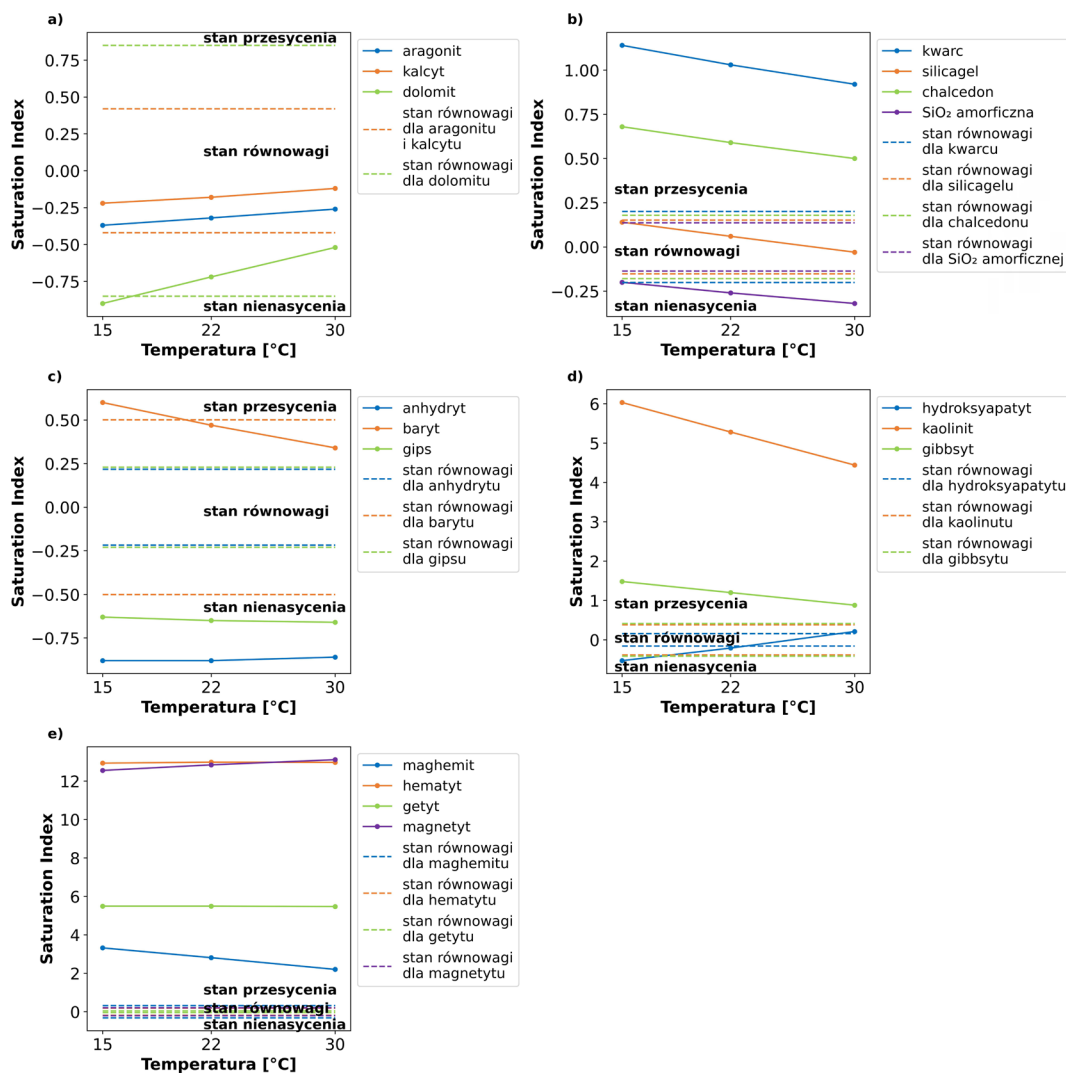 a)
stan przesycenia
0.75
0.50
0.25
0.00
−0.25
−0.50
−0.75
stan równowagi
stan nienasycenia
Saturation Index
15
22
30
Temperatura [°C]
aragonit
kalcyt
dolomit
stan równowagi
dla aragonitu
i kalcytu
stan równowagi
dla dolomitu
b)
1.00
0.75
0.50
0.25
0.00
−0.25
stan przesycenia
stan równowagi
stan nienasycenia
Saturation Index
15
22
30
Temperatura [°C]
kwarc
silicagel
chalcedon
SiO₂ amorficzna
stan równowagi
dla kwarcu
stan równowagi
dla silicagelu
stan równowagi
dla chalcedonu
stan równowagi
dla SiO₂ amorficznej
c)
stan przesycenia
0.50
0.25
0.00
−0.25
−0.50
−0.75
stan równowagi
stan nienasycenia
Saturation Index
15
22
30
Temperatura [°C]
anhydryt
baryt
gips
stan równowagi
dla anhydrytu
stan równowagi
dla barytu
stan równowagi
dla gipsu
d)
6
5
4
3
2
1
0
stan przesycenia
stan równowagi
stan nienasycenia
Saturation Index
15
22
30
Temperatura [°C]
hydroksyapatyt
kaolinit
gibbsyt
stan równowagi
dla hydroksyapatytu
stan równowagi
dla kaolinutu
stan równowagi
dla gibbsytu
e)
12
10
8
6
4
2
0
stan przesycenia
stan równowagi
stan nienasycenia
Saturation Index
15
22
30
Temperatura [°C]
maghemit
hematyt
getyt
magnetyt
stan równowagi
dla maghemitu
stan równowagi
dla hematytu
stan równowagi
dla getytu
stan równowagi
dla magnetytu